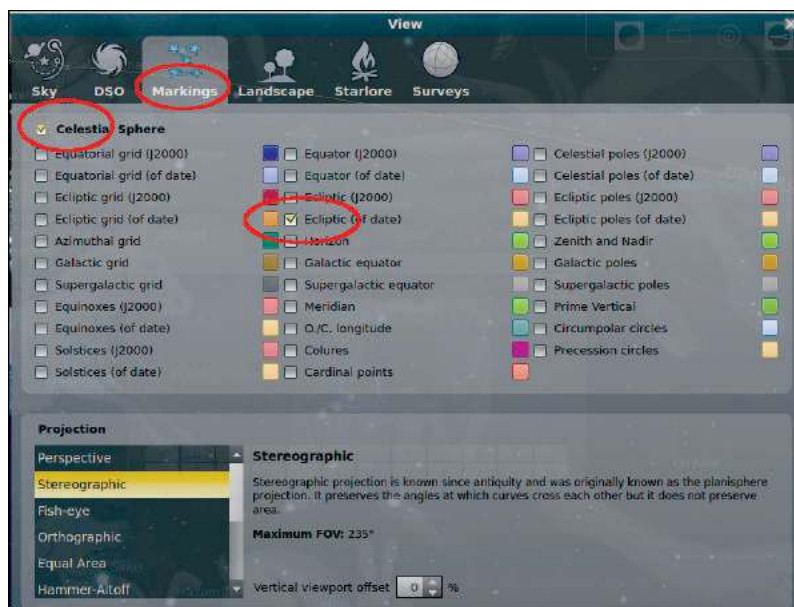 View
Sky DSO Markings Landscape Starlore Surveys
Celestial Sphere
Equatorial grid (J2000) Equator (J2000) Celestial poles (J2000)
Equatorial grid (of date) Equator (of date) Celestial poles (of date)
Ecliptic grid (J2000) Ecliptic (J2000) Ecliptic poles (J2000)
Ecliptic grid (of date) Ecliptic (of date) Ecliptic poles (of date)
Azimuthal grid Horizon Zenith and Nadir
Galactic grid Galactic equator Galactic poles
Supergalactic grid Supergalactic equator Supergalactic poles
Equinoxes (J2000) Meridian Prime Vertical
Equinoxes (of date) O./C. longitude Circumpolar circles
Solstices (J2000) Colures Precession circles
Solstices (of date) Cardinal points
Projection
Perspective
Stereographic
Fish-eye
Orthographic
Equal Area
Hammer-Aitoff
Stereographic
Stereographic projection is known since antiquity and was originally known as the planisphere
projection. It preserves the angles at which curves cross each other but it does not preserve
area.
Maximum FOV: 235°
Vertical viewport offset 0 %